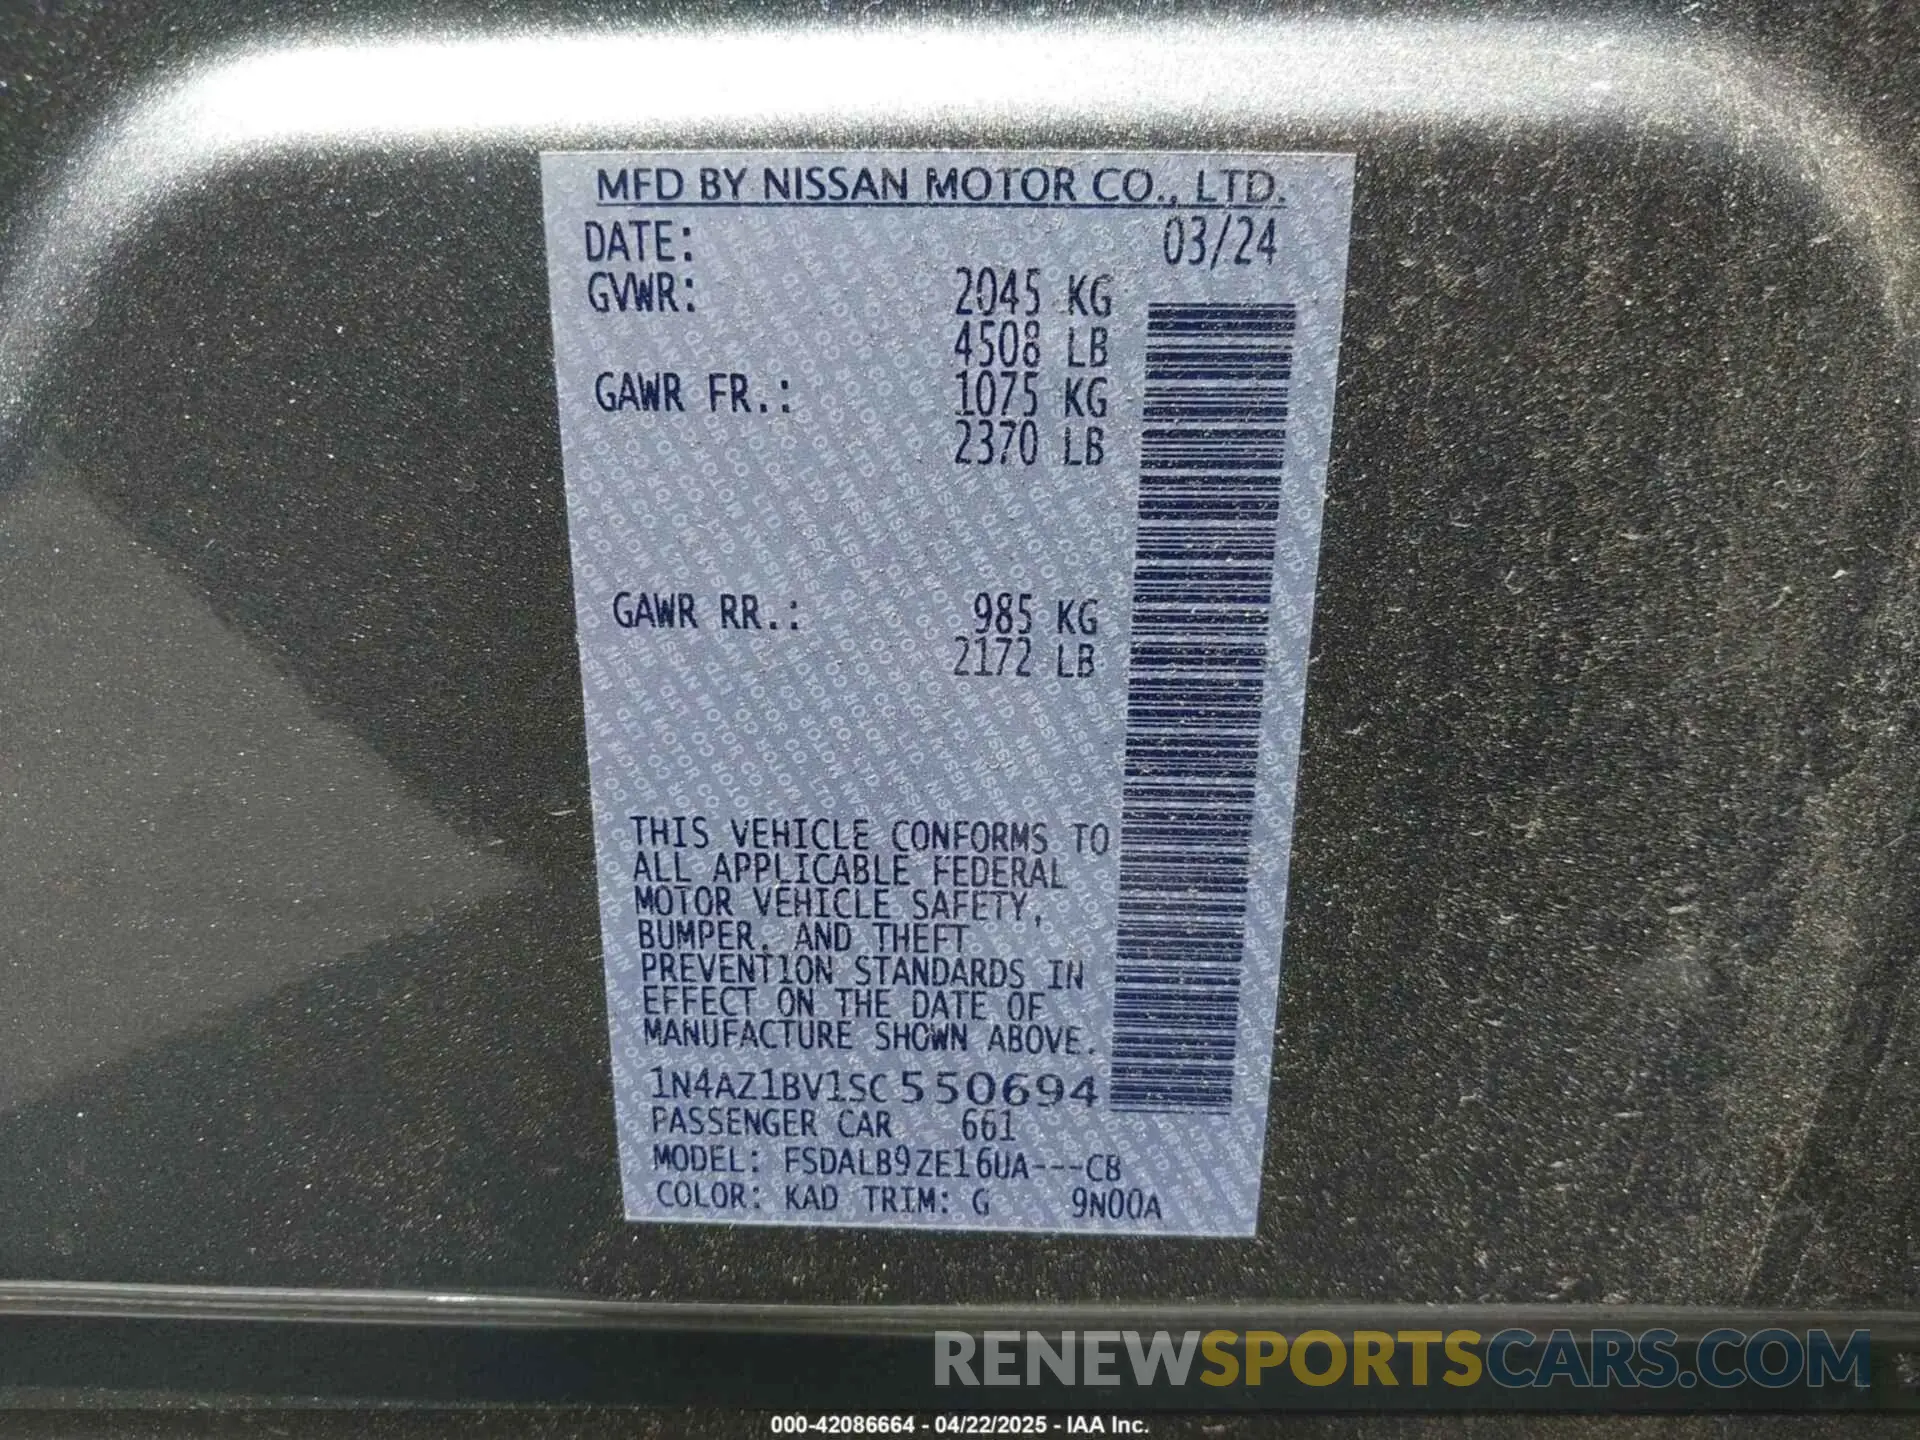 MFD BY NISSAN MOTOR CO., LTD.
DATE: 03/24
GVWR: 2045 KG
4508 LB
GAWR FR.: 1075 KG
2370 LB
GAWR RR.: 985 KG
2172 LB
THIS VEHICLE CONFORMS TO
ALL APPLICABLE FEDERAL
MOTOR VEHICLE SAFETY,
BUMPER, AND THEFT
PREVENTION STANDARDS IN
EFFECT ON THE DATE OF
MANUFACTURE SHOWN ABOVE.
1N4AZ1BV1SC550694
PASSENGER CAR 661
MODEL: FSDALB9ZE16UA---CB
COLOR: KAD TRIM: G 9N00A
RENEWSPORTSCARS.COM
000-42086664 - 04/22/2025 - IAA Inc.